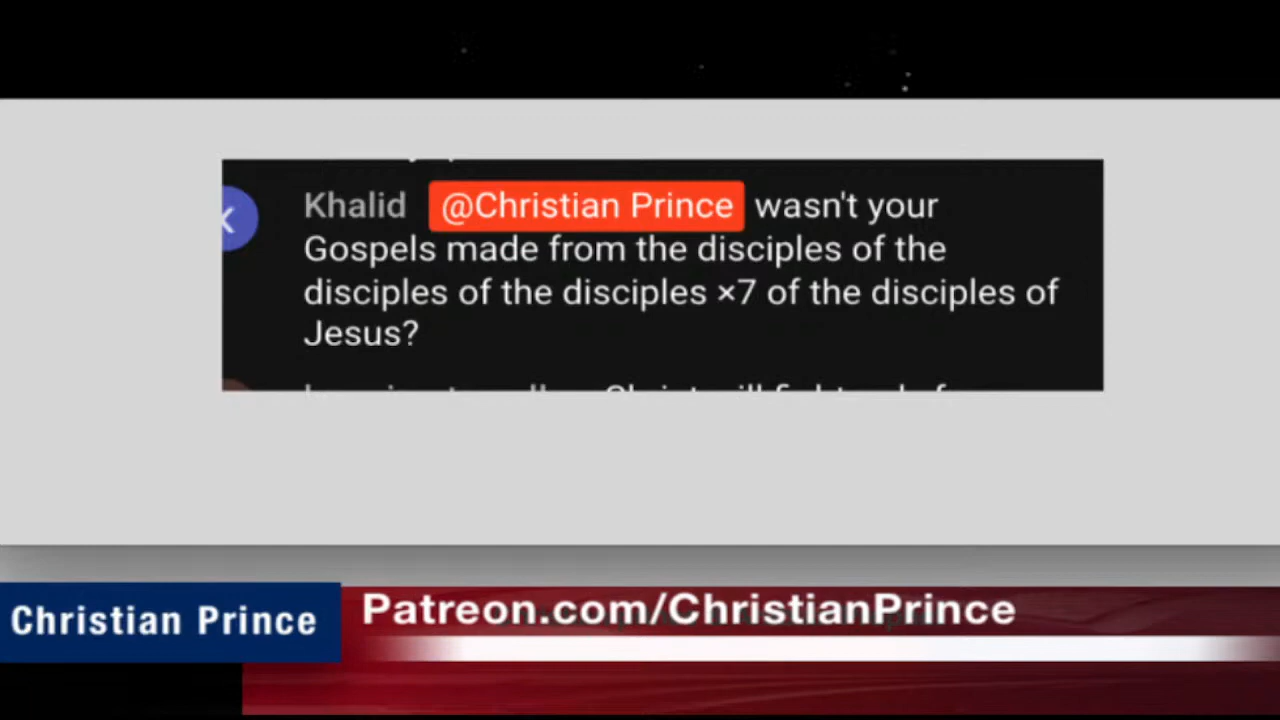 Khalid @Christian Prince wasn't your
Gospels made from the disciples of the
disciples of the disciples ×7 of the disciples of
Jesus?
Christian Prince
Patreon.com/ChristianPrince